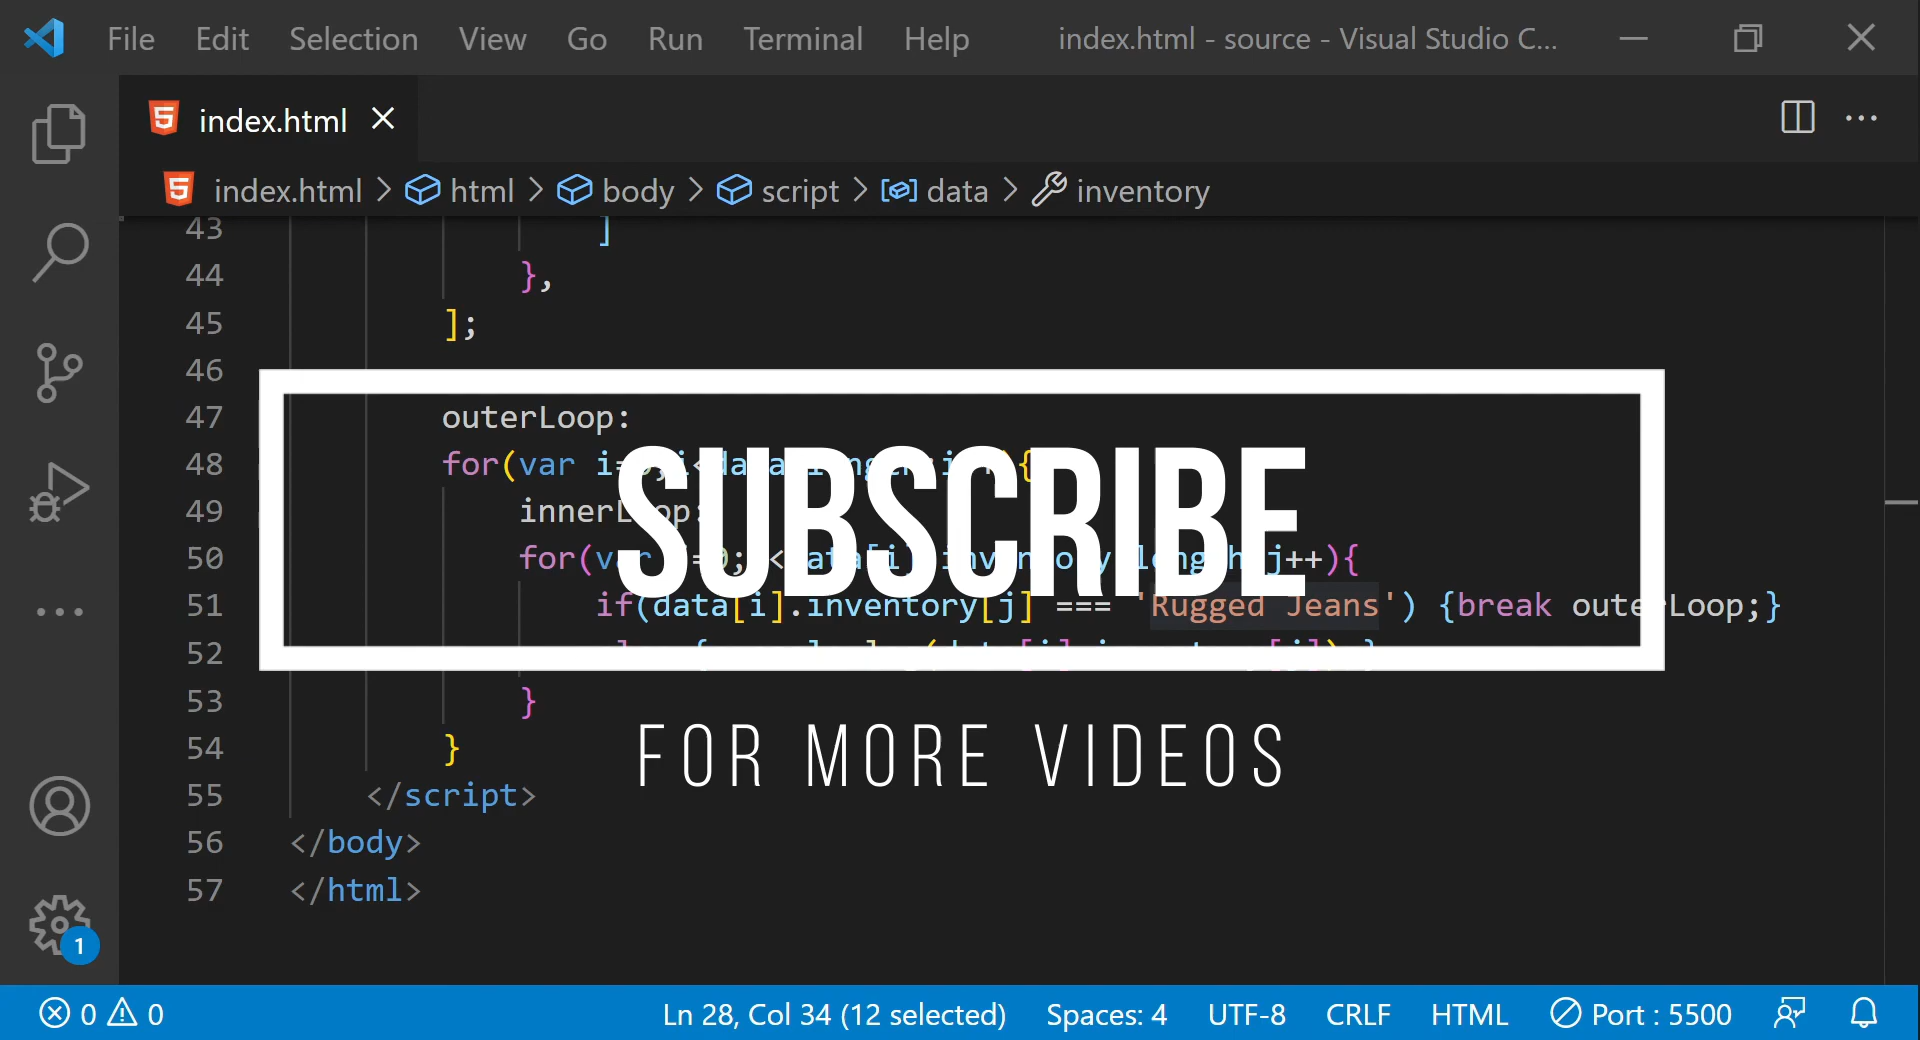 File Edit Selection View Go Run Terminal Help index.html - source - Visual Studio C...
index.html
index.html > html > body > script > data > inventory
43 ]
44 },
45 ];
46
47 outerLoop:
48 for(var
49
50
51 if(data[i].inventory[j] === 'Rugged Jeans') {break outerLoop;}
52
53 }
54 }
55 </script>
56 </body>
57 </html>
SUBSCRIBE
FOR MORE VIDEOS
1
0 0 Ln 28, Col 34 (12 selected) Spaces: 4 UTF-8 CRLF HTML Port : 5500